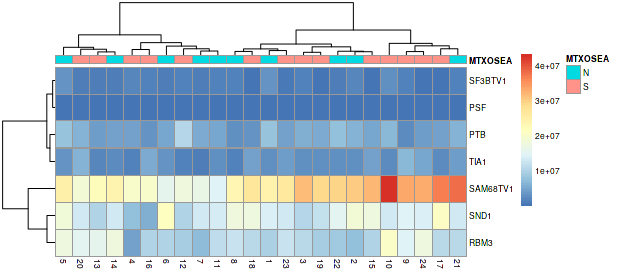 MTXOSEA
MTXOSEA
N
S
4e+07
3e+07
2e+07
1e+07
SF3BTV1
PSF
PTB
TIA1
SAM68TV1
SND1
RBM3
5 20 13 14 4 16 6 12 7 11 8 18 1 23 3 19 22 2 15 10 9 24 17 21